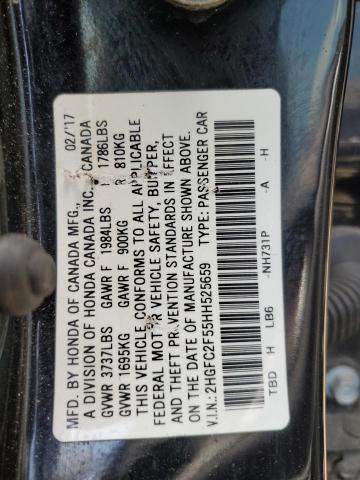 MFD. BY HONDA OF CANADA MFG., 02/'17
A DIVISION OF HONDA CANADA INC., CANADA
GVWR 3737LBS GAWR F 1984LBS 1786LBS
GVWR 1695KG GAWR F 900KG R 810KG
THIS VEHICLE CONFORMS TO ALL APPLICABLE
FEDERAL MOTOR VEHICLE SAFETY, BUMPER,
AND THEFT PREVENTION STANDARDS IN EFFECT
ON THE DATE OF MANUFACTURE SHOWN ABOVE.
V.I.N.: 2HGFC2F55HH525659 TYPE: PASSENGER CAR
TBD H LB6 -NH731P -A -H